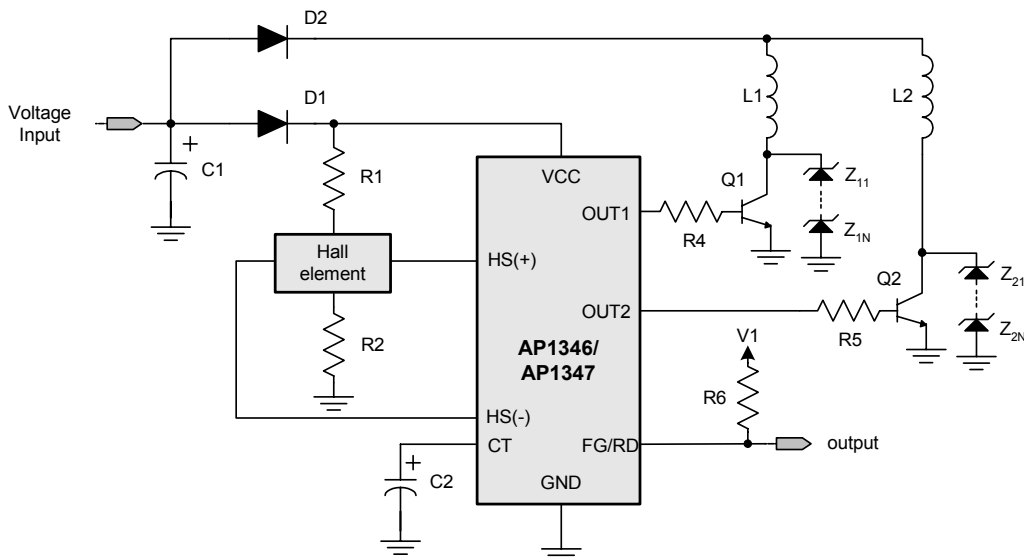 D2
Voltage
Input
D1
C1
R1
L1
L2
VCC
Q1
Z11
OUT1
R4
Z1N
Hall
element
HS(+)
OUT2
Q2
Z21
R5
Z2N
R2
AP1346/
AP1347
V1
R6
HS(-)
CT
FG/RD
output
C2
GND